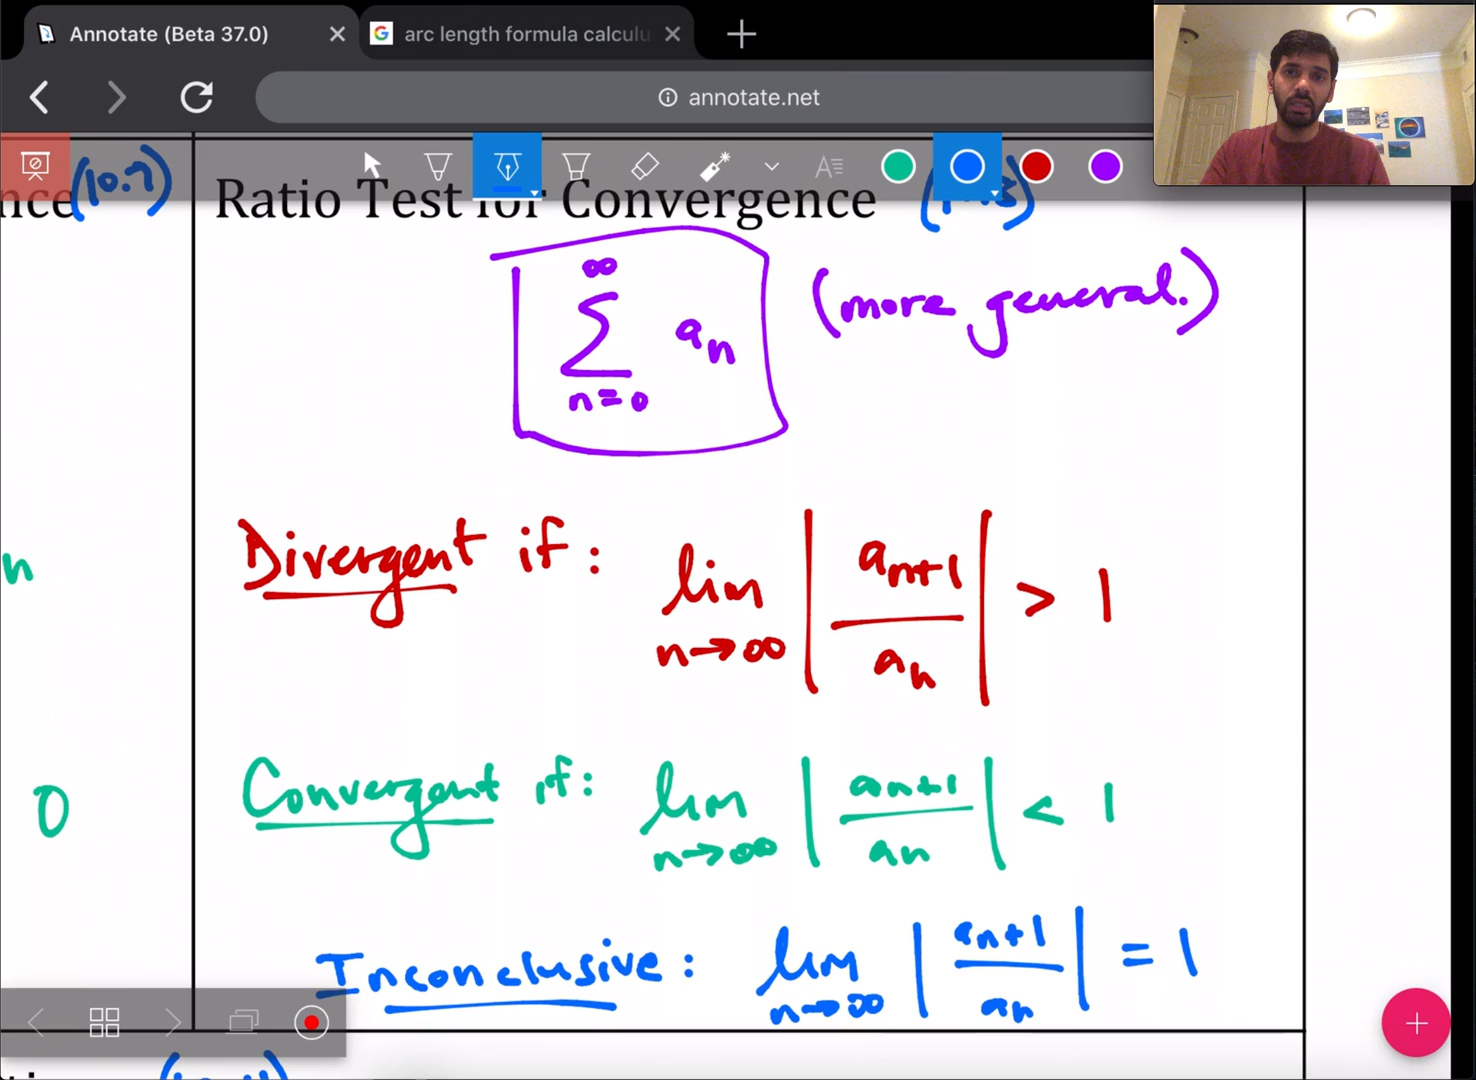 Annotate (Beta 37.0)
arc length formula calculu
annotate.net
nce (10.7)
Ratio Test for Convergence
∞
∑ aₙ
n=0
(more general.)
Divergent if: lim n→∞ | aₙ₊₁ / aₙ | > 1
n
Convergent if: lim n→∞ | aₙ₊₁ / aₙ | < 1
0
Inconclusive: lim n→∞ | aₙ₊₁ / aₙ | = 1